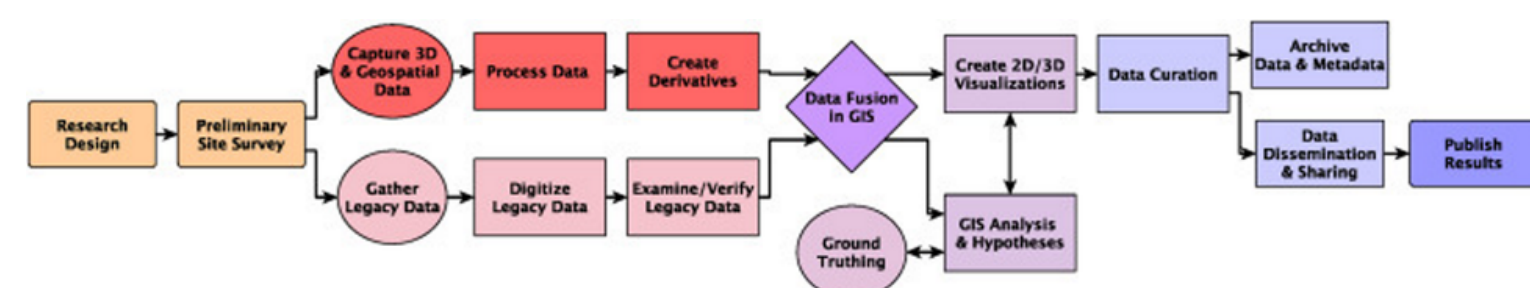 Research
Design
Preliminary
Site Survey
Capture 3D
& Geospatial
Data
Process Data
Create
Derivatives
Gather
Legacy Data
Digitize
Legacy Data
Examine/Verify
Legacy Data
Data Fusion
in GIS
Create 2D/3D
Visualizations
GIS Analysis
& Hypotheses
Ground
Truthing
Data Curation
Archive
Data & Metadata
Data
Dissemination
& Sharing
Publish
Results